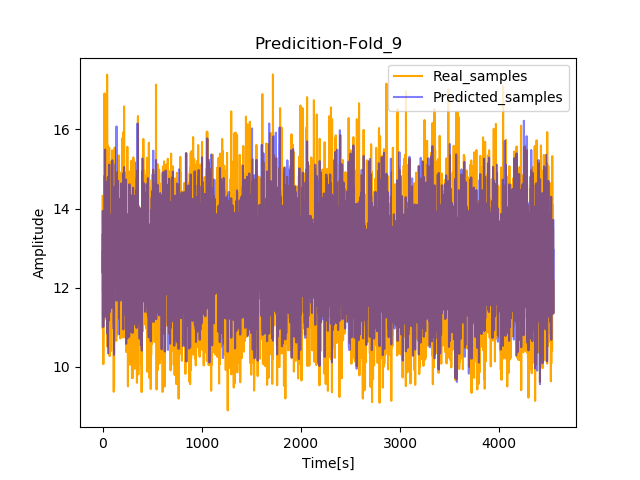 Predicition-Fold_9
Real_samples
Predicted_samples
16
14
12
10
Amplitude
0
1000
2000
3000
4000
Time[s]